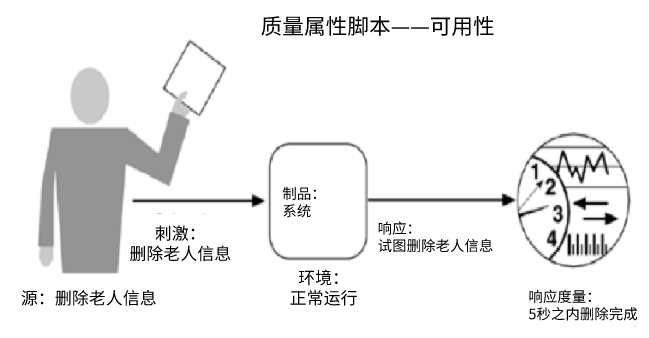 质量属性脚本——可用性
1
2
3
4
制品：
系统
刺激：
删除老人信息
响应：
试图删除老人信息
环境：
正常运行
源：删除老人信息
响应度量：
5秒之内删除完成